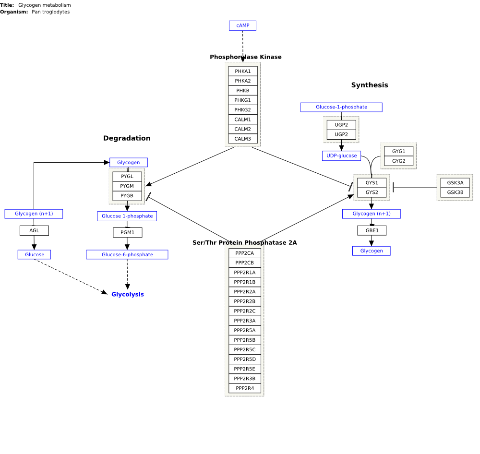 Title: Glycogen metabolism
Organism: Pan troglodytes
cAMP
Phosphorylase Kinase
PHKA1
PHKA2
PHKB
PHKG1
PHKG2
CALM1
CALM2
CALM3
Synthesis
Glucose-1-phosphate
UGP2
UGP2
UDP-glucose
GYG1
GYG2
GYS1
GYS2
GSK3A
GSK3B
Glycogen (n+1)
GBE1
Glycogen
Degradation
Glycogen
PYGL
PYGM
PYGB
Glucose 1-phosphate
PGM1
Glucose-6-phosphate
Glycogen (n+1)
AGL
Glucose
Glycolysis
Ser/Thr Protein Phosphatase 2A
PPP2CA
PPP2CB
PPP2R1A
PPP2R1B
PPP2R2A
PPP2R2B
PPP2R2C
PPP2R3A
PPP2R5A
PPP2R5B
PPP2R5C
PPP2R5D
PPP2R5E
PPP2R3B
PPP2R4